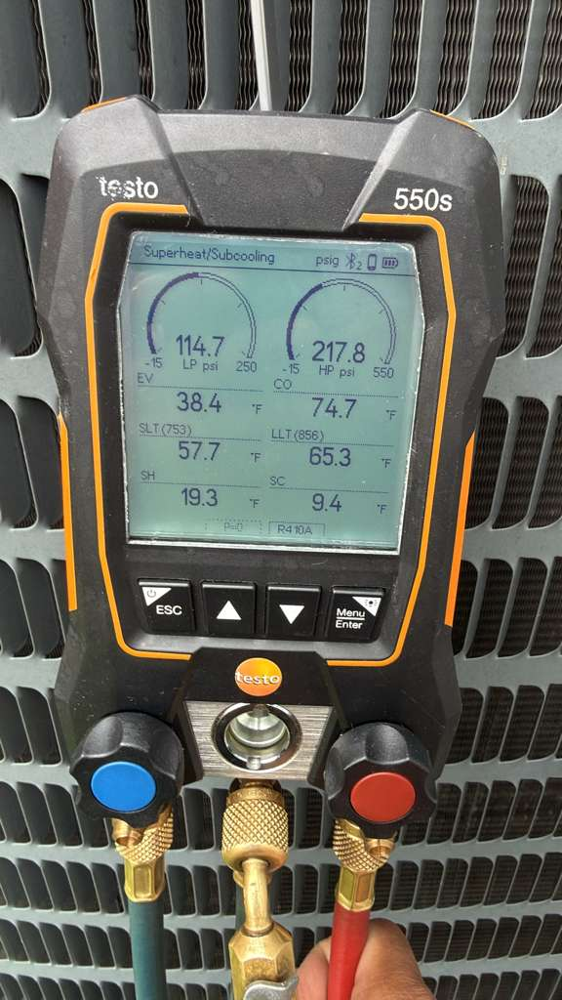 testo
550s
Superheat/Subcooling psig 2
114.7 217.8
-15 LP psi 250 -15 HP psi 550
EV CO
38.4 °F 74.7 °F
SLT (753) LLT (856)
57.7 °F 65.3 °F
SH SC
19.3 °F 9.4 °F
P=0 R410A
ESC
Menu
Enter
testo